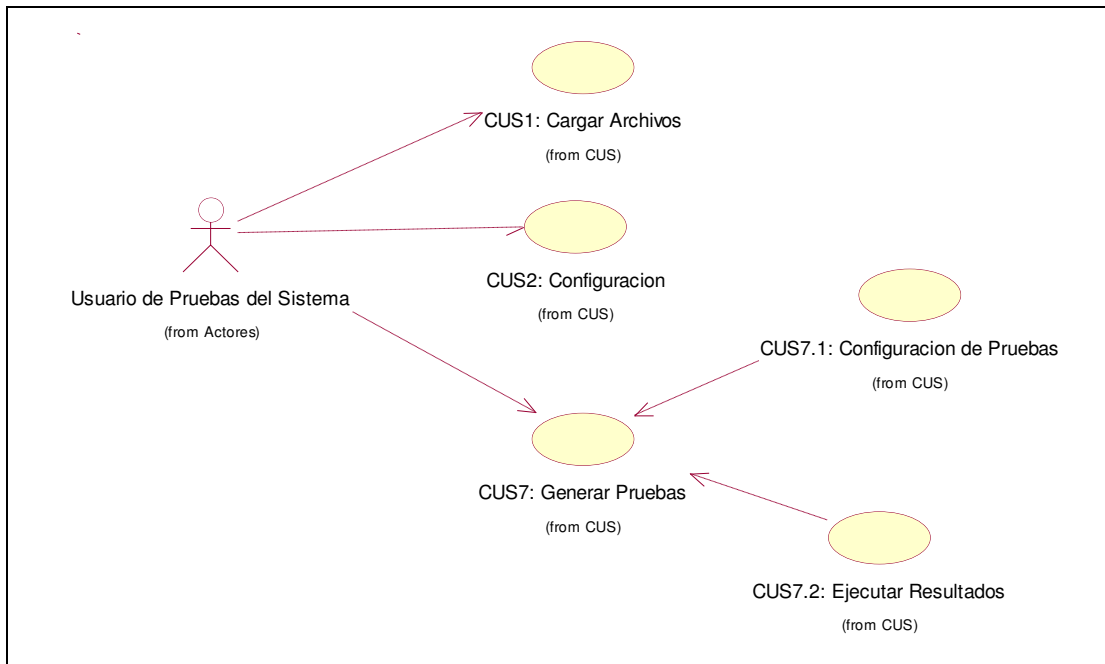 `
CUS1: Cargar Archivos
(from CUS)
Usuario de Pruebas del Sistema
(from Actores)
CUS2: Configuracion
(from CUS)
CUS7.1: Configuracion de Pruebas
(from CUS)
CUS7: Generar Pruebas
(from CUS)
CUS7.2: Ejecutar Resultados
(from CUS)